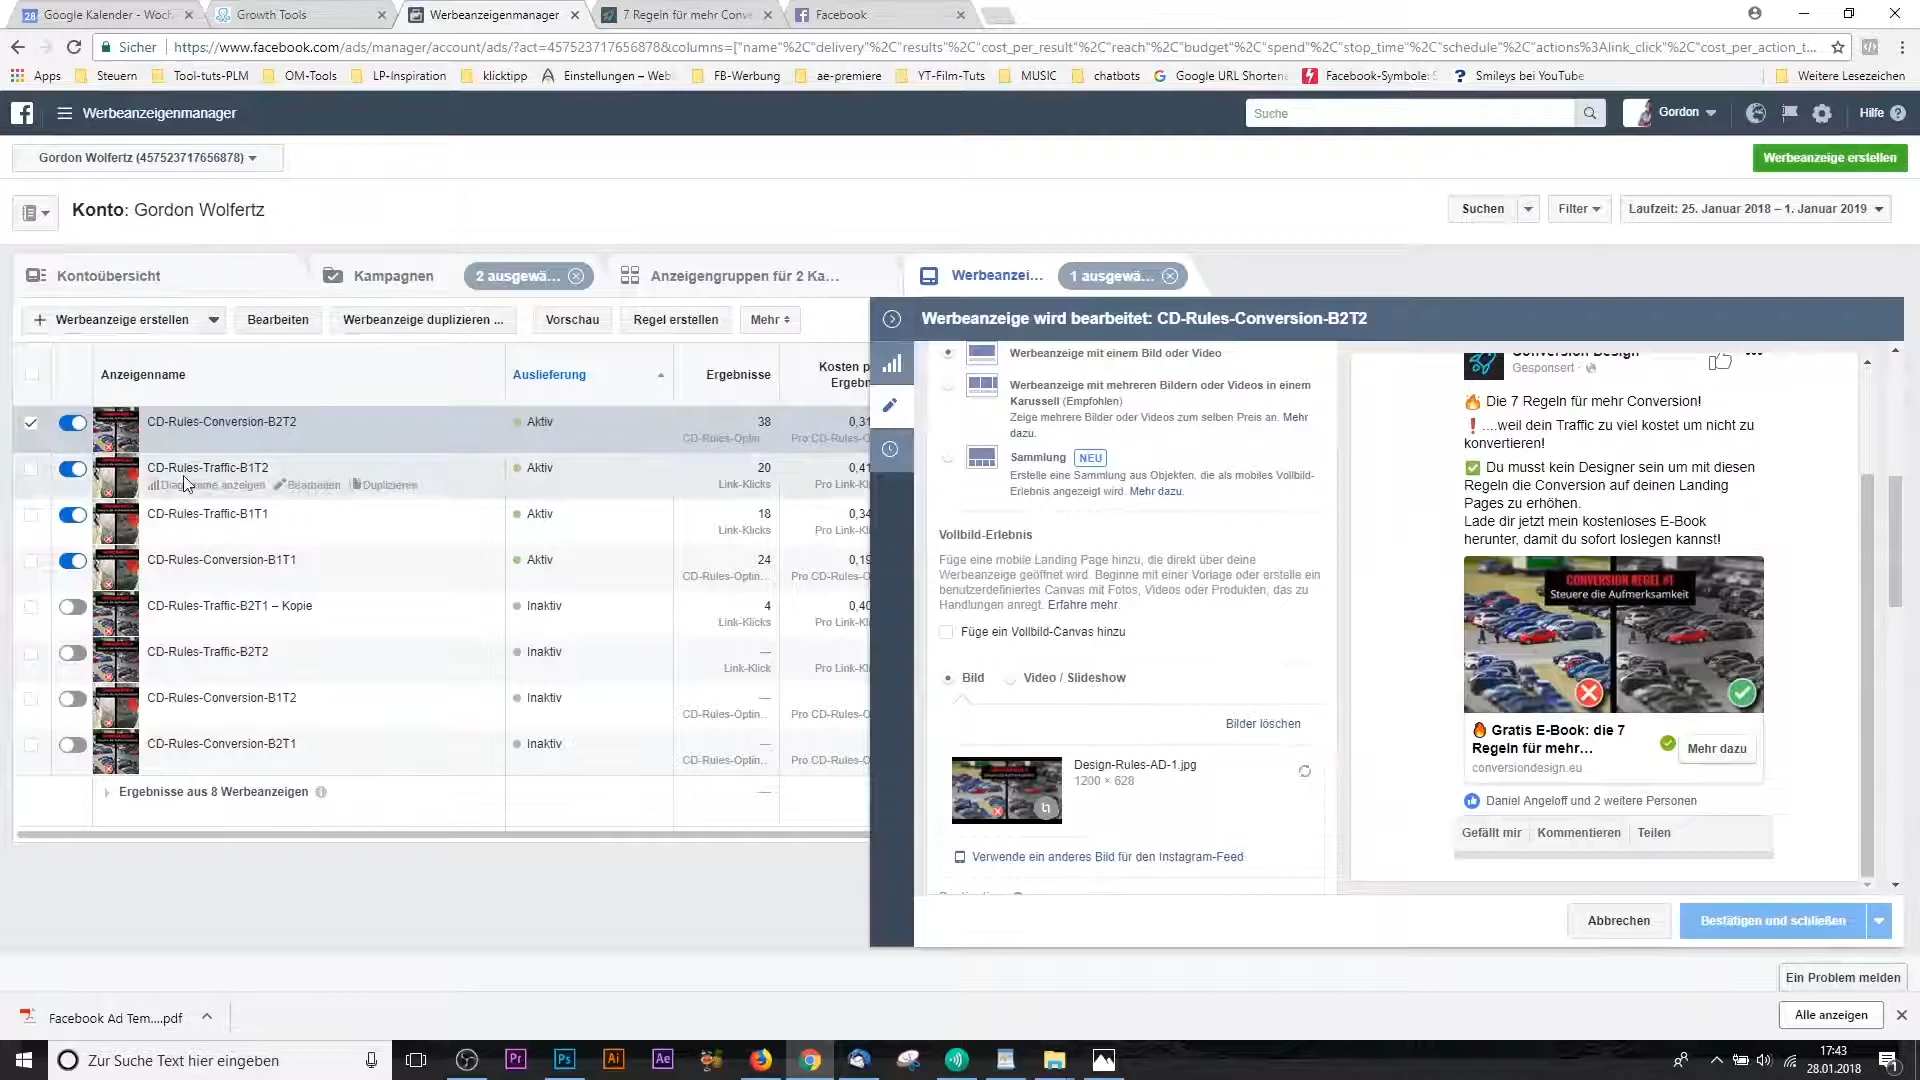 Google Kalender - Woch
Growth Tools
Werbeanzeigenmanager
7 Regeln für mehr Conv
Facebook
Sicher
https://www.facebook.com/ads/manager/account/ads/?act=457523717656878&columns=["name"%2C"delivery"%2C"results"%2C"cost_per_result"%2C"reach"%2C"budget"%2C"spend"%2C"stop_time"%2C"schedule"%2C"actions%3Alink_click"%2C"cost_per_action_t...
Apps
Steuern
Tool-tuts-PLM
OM-Tools
LP-Inspiration
klicktipp
Einstellungen – Web
FB-Werbung
ae-premiere
YT-Film-Tuts
MUSIC
chatbots
Google URL Shortene
Facebook-Symbole: S
Smileys bei YouTube
Weitere Lesezeichen
Werbeanzeigenmanager
Suche
Gordon
Hilfe
Gordon Wolfertz (457523717656878)
Werbeanzeige erstellen
Konto: Gordon Wolfertz
Suchen
Filter
Laufzeit: 25. Januar 2018 – 1. Januar 2019
Kontoübersicht
Kampagnen
2 ausgewä...
Anzeigengruppen für 2 Ka...
Werbeanzei...
1 ausgewä...
Werbeanzeige erstellen
Bearbeiten
Werbeanzeige duplizieren ...
Vorschau
Regel erstellen
Mehr
Anzeigenname
Auslieferung
Ergebnisse
Kosten p
Ergebn
CD-Rules-Conversion-B2T2
Aktiv
38
0,31
CD-Rules-Optin...
Pro CD-Rules-O
CD-Rules-Traffic-B1T2
Aktiv
20
0,41
Diagramme anzeigen
Bearbeiten
Duplizieren
Link-Klicks
Pro Link-Kli
CD-Rules-Traffic-B1T1
Aktiv
18
0,34
Link-Klicks
Pro Link-Kli
CD-Rules-Conversion-B1T1
Aktiv
24
0,19
CD-Rules-Optin...
Pro CD-Rules-O
CD-Rules-Traffic-B2T1 – Kopie
Inaktiv
4
0,40
Link-Klicks
Pro Link-Kli
CD-Rules-Traffic-B2T2
Inaktiv
—
Link-Klick
Pro Link-Kli
CD-Rules-Conversion-B1T2
Inaktiv
—
CD-Rules-Optin...
Pro CD-Rules-O
CD-Rules-Conversion-B2T1
Inaktiv
—
CD-Rules-Optin...
Pro CD-Rules-O
Ergebnisse aus 8 Werbeanzeigen
—
Werbeanzeige wird bearbeitet: CD-Rules-Conversion-B2T2
Werbeanzeige mit einem Bild oder Video
Werbeanzeige mit mehreren Bildern oder Videos in einem
Karussell (Empfohlen)
Zeige mehrere Bilder oder Videos zum selben Preis an. Mehr
dazu.
Sammlung NEU
Erstelle eine Sammlung aus Objekten, die als mobiles Vollbild-
Erlebnis angezeigt wird. Mehr dazu.
Vollbild-Erlebnis
Füge eine mobile Landing Page hinzu, die direkt über deine
Werbeanzeige geöffnet wird. Beginne mit einer Vorlage oder erstelle ein
benutzerdefiniertes Canvas mit Fotos, Videos oder Produkten, das zu
Handlungen anregt. Erfahre mehr.
Füge ein Vollbild-Canvas hinzu
Bild
Video / Slideshow
Bilder löschen
Design-Rules-AD-1.jpg
1200 × 628
Verwende ein anderes Bild für den Instagram-Feed
Conversion Design
Gesponsert
Die 7 Regeln für mehr Conversion!
....weil dein Traffic zu viel kostet um nicht zu
konvertieren!
Du musst kein Designer sein um mit diesen
Regeln die Conversion auf deinen Landing
Pages zu erhöhen.
Lade dir jetzt mein kostenloses E-Book
herunter, damit du sofort loslegen kannst!
CONVERSION REGEL #1
Steuere die Aufmerksamkeit
Gratis E-Book: die 7
Regeln für mehr...
Mehr dazu
conversiondesign.eu
Daniel Angeloff und 2 weitere Personen
Gefällt mir
Kommentieren
Teilen
Abbrechen
Bestätigen und schließen
Ein Problem melden
Facebook Ad Tem....pdf
Alle anzeigen
Zur Suche Text hier eingeben
17:43
28.01.2018